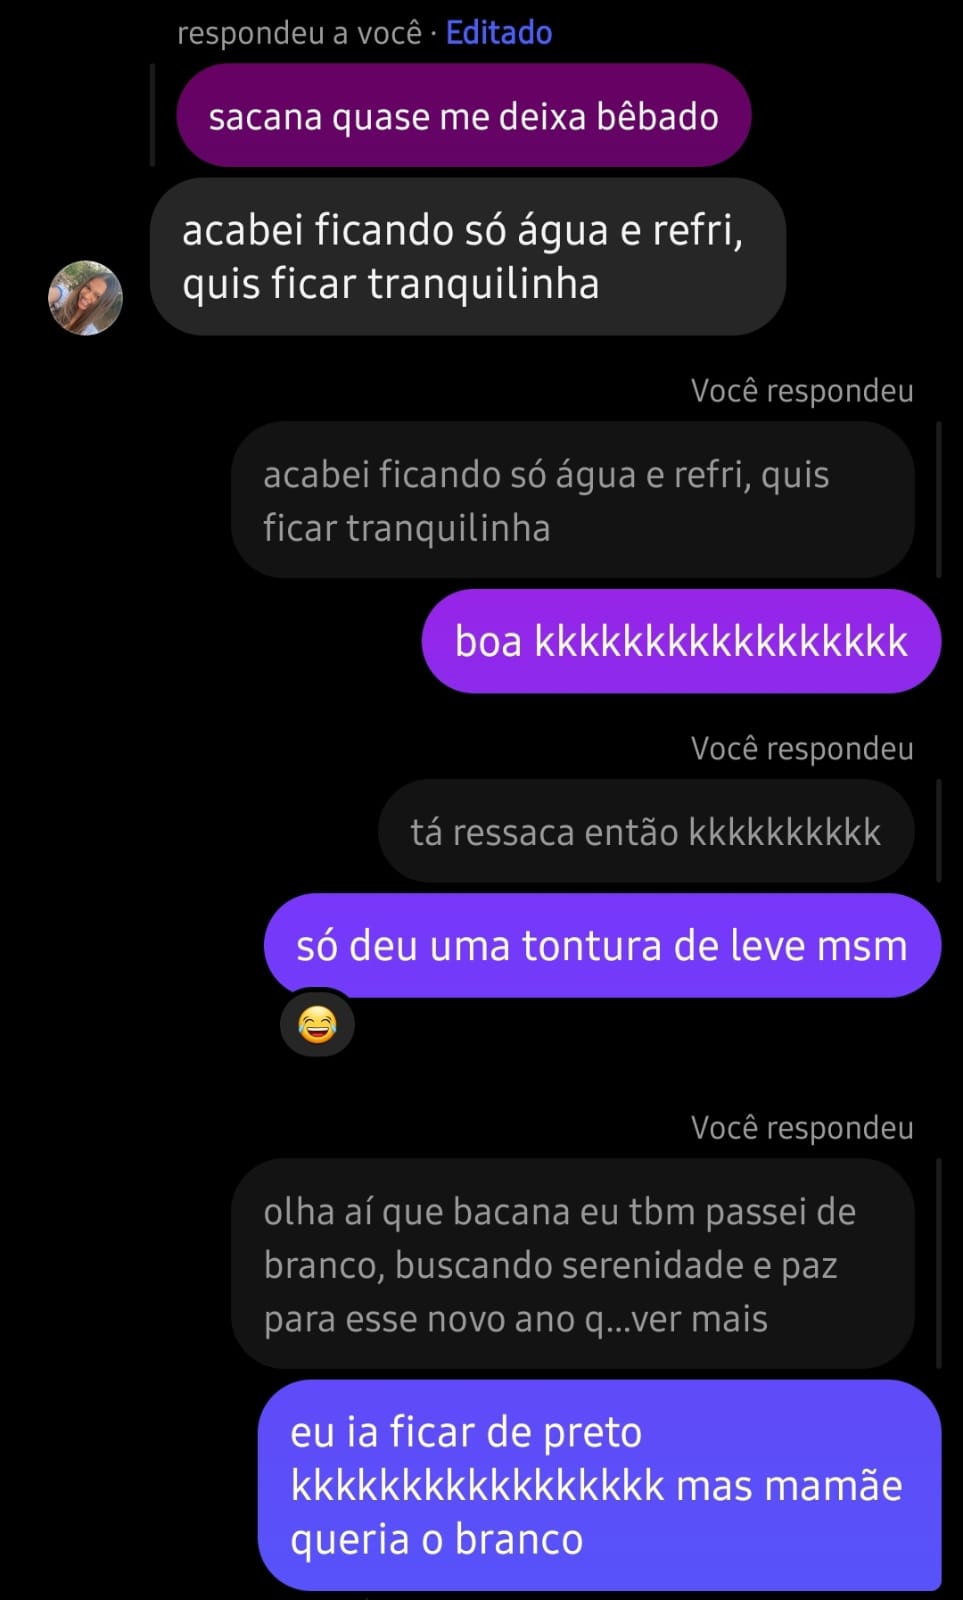 respondeu a você · Editado
sacana quase me deixa bêbado
acabei ficando só água e refri,
quis ficar tranquilinha
Você respondeu
acabei ficando só água e refri, quis
ficar tranquilinha
boa kkkkkkkkkkkkkkkkk
Você respondeu
tá ressaca então kkkkkkkkkk
só deu uma tontura de leve msm
Você respondeu
olha aí que bacana eu tbm passei de
branco, buscando serenidade e paz
para esse novo ano q...ver mais
eu ia ficar de preto
kkkkkkkkkkkkkkkkk mas mamãe
queria o branco